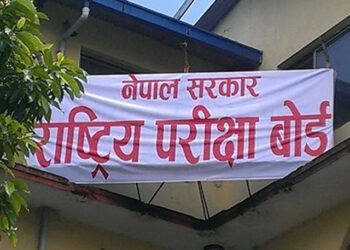 नेपाल सरकार
राष्ट्रिय परीक्षा बोर्ड